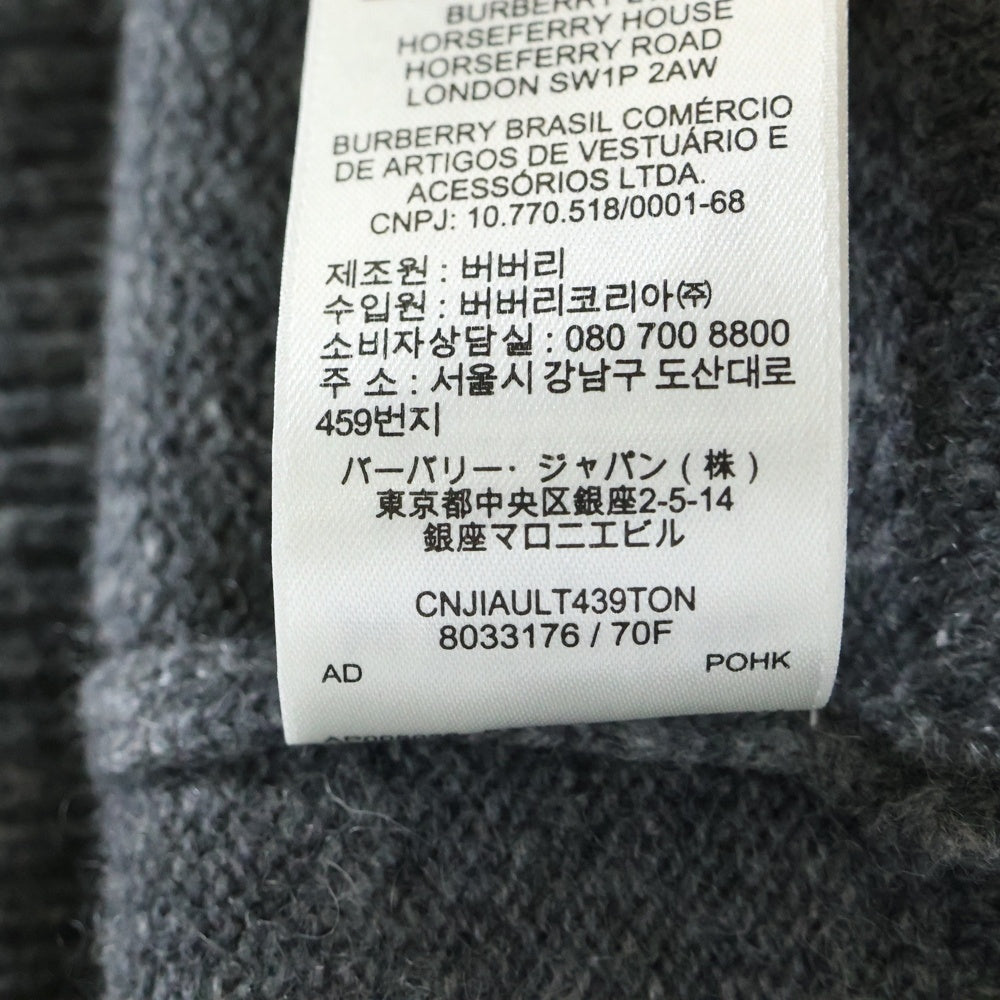 BURBERRY
HORSEFERRY HOUSE
HORSEFERRY ROAD
LONDON SW1P 2AW
BURBERRY BRASIL COMÉRCIO
DE ARTIGOS DE VESTUÁRIO E
ACESSÓRIOS LTDA.
CNPJ: 10.770.518/0001-68
제조원 : 버버리
수입원 : 버버리코리아㈜
소비자상담실 : 080 700 8800
주 소 : 서울시 강남구 도산대로
459번지
バーバリー· ジャパン ( 株 )
東京都中央区銀座2-5-14
銀座マロニエビル
CNJIAULT439TON
8033176 / 70F
AD POHK